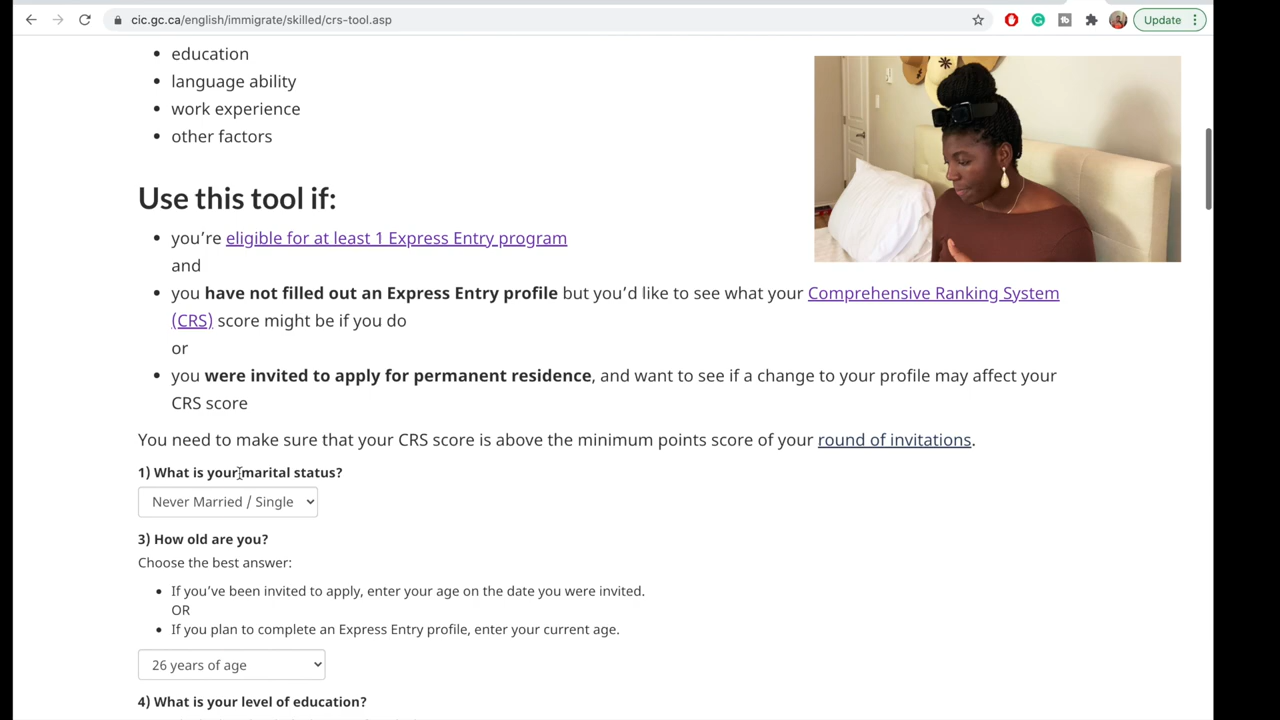 cic.gc.ca/english/immigrate/skilled/crs-tool.asp
Update
education
language ability
work experience
other factors
Use this tool if:
you’re eligible for at least 1 Express Entry program
and
you have not filled out an Express Entry profile but you’d like to see what your Comprehensive Ranking System
(CRS) score might be if you do
or
you were invited to apply for permanent residence, and want to see if a change to your profile may affect your
CRS score
You need to make sure that your CRS score is above the minimum points score of your round of invitations.
1) What is your marital status?
Never Married / Single
3) How old are you?
Choose the best answer:
If you’ve been invited to apply, enter your age on the date you were invited.
OR
If you plan to complete an Express Entry profile, enter your current age.
26 years of age
4) What is your level of education?